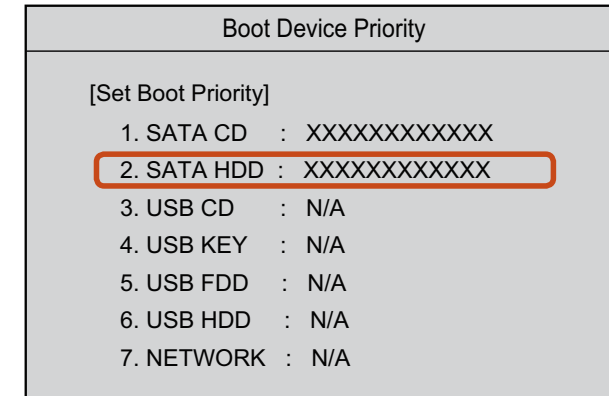 Boot Device Priority
[Set Boot Priority]
1. SATA CD : XXXXXXXXXXXX
2. SATA HDD : XXXXXXXXXXXX
3. USB CD : N/A
4. USB KEY : N/A
5. USB FDD : N/A
6. USB HDD : N/A
7. NETWORK : N/A